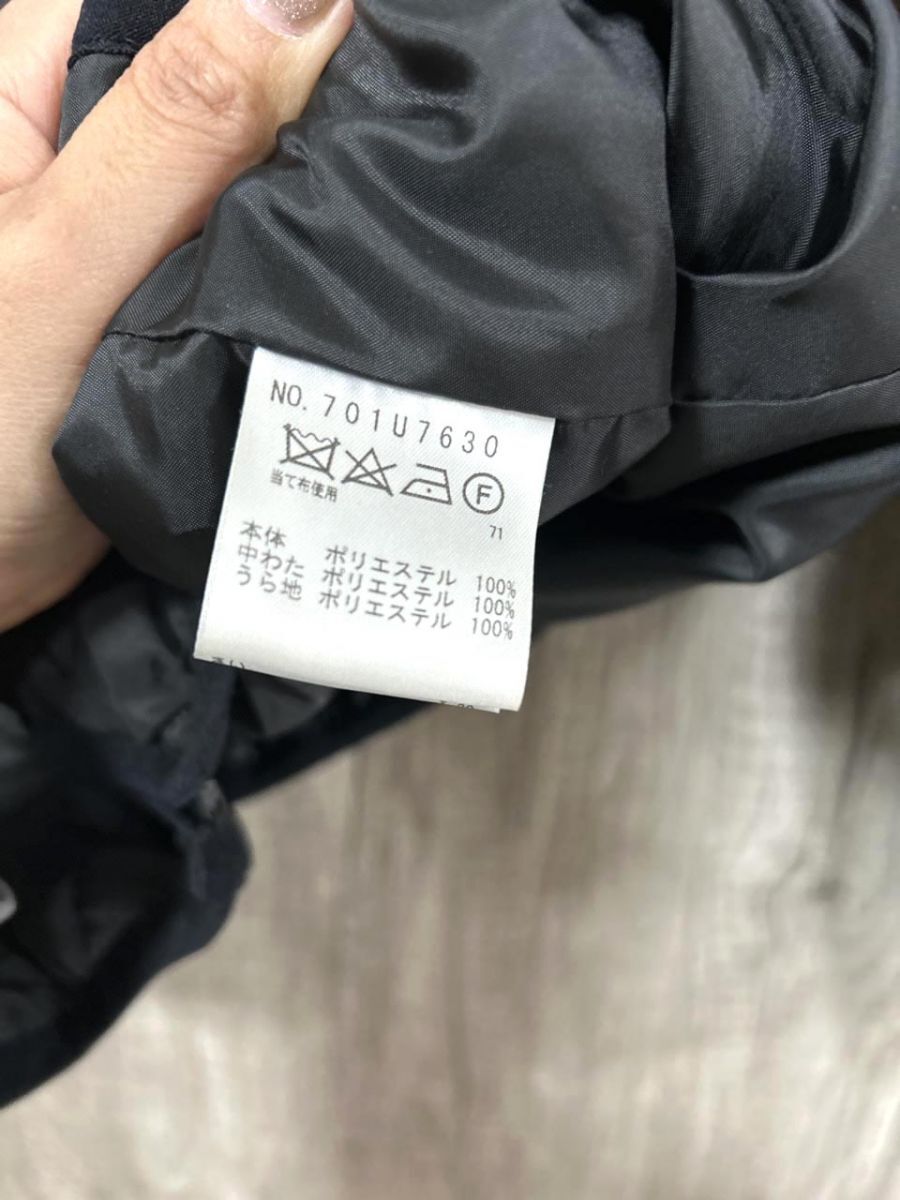 NO. 701U7630
F
当て布使用
71
本体 ポリエステル 100%
中わた ポリエステル 100%
うら地 ポリエステル 100%